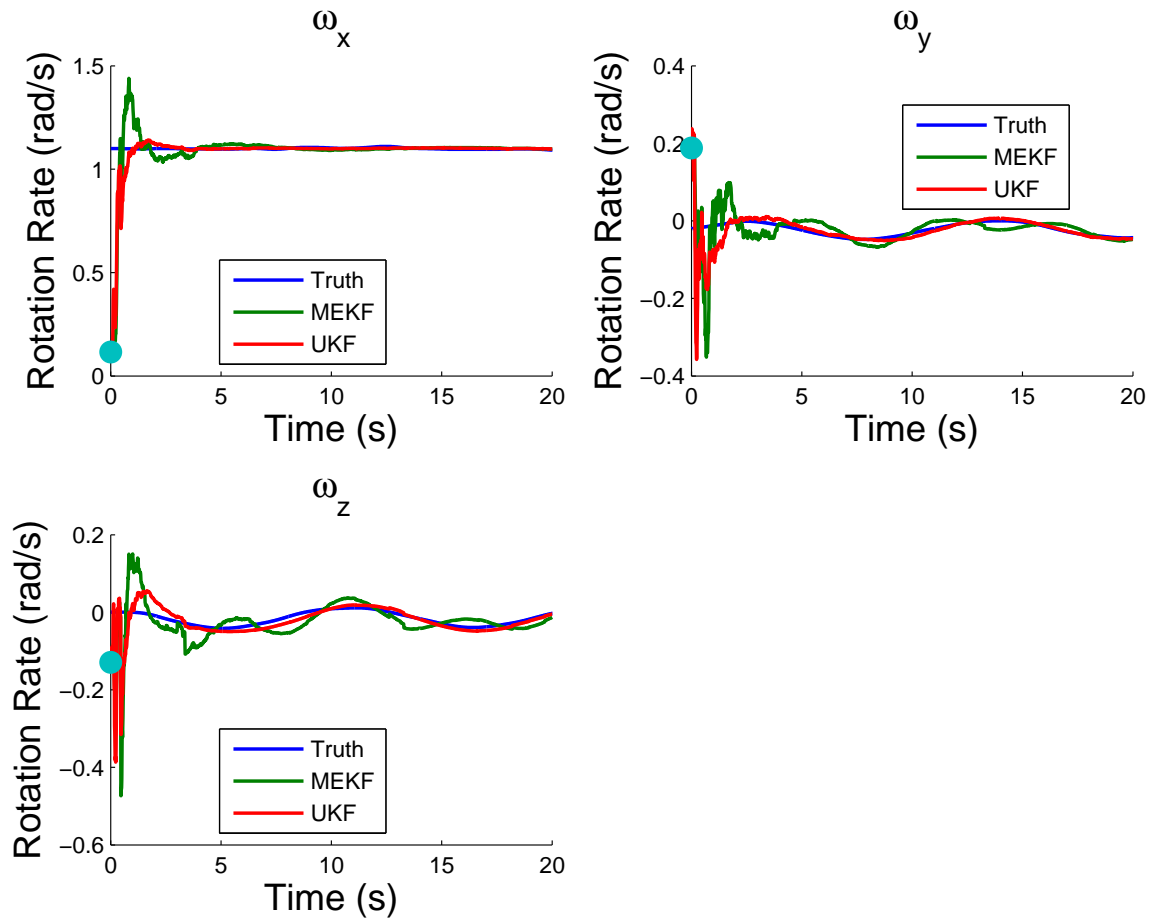 ω_x
Rotation Rate (rad/s)
1.5
1
0.5
0
Truth
MEKF
UKF
0 5 10 15 20
Time (s)
ω_y
Rotation Rate (rad/s)
0.4
0.2
0
−0.2
−0.4
Truth
MEKF
UKF
0 5 10 15 20
Time (s)
ω_z
Rotation Rate (rad/s)
0.2
0
−0.2
−0.4
−0.6
Truth
MEKF
UKF
0 5 10 15 20
Time (s)